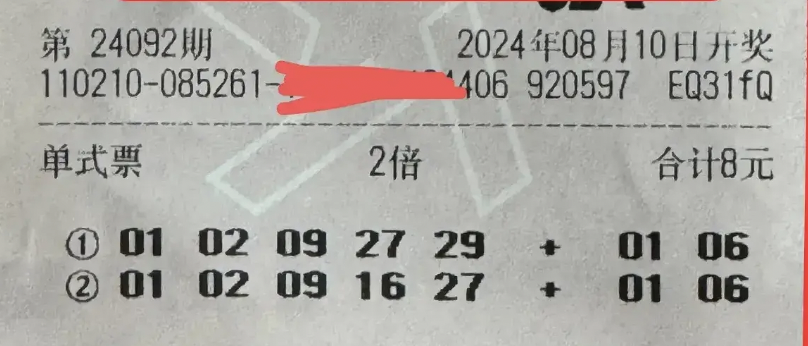 第 24092期 2024年08月10日开奖
110210-085261- 406 920597 EQ31fQ
单式票 2倍 合计8元
① 01 02 09 27 29 + 01 06
② 01 02 09 16 27 + 01 06